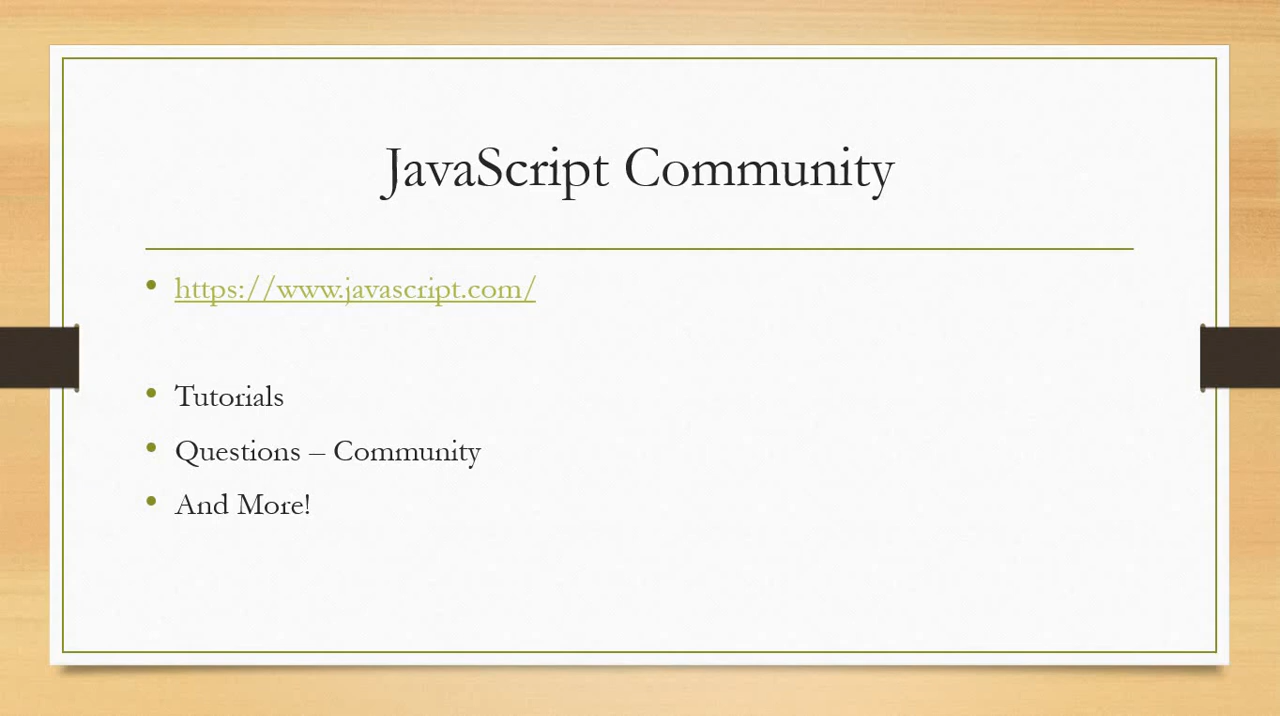 JavaScript Community
• https://www.javascript.com/
• Tutorials
• Questions – Community
• And More!